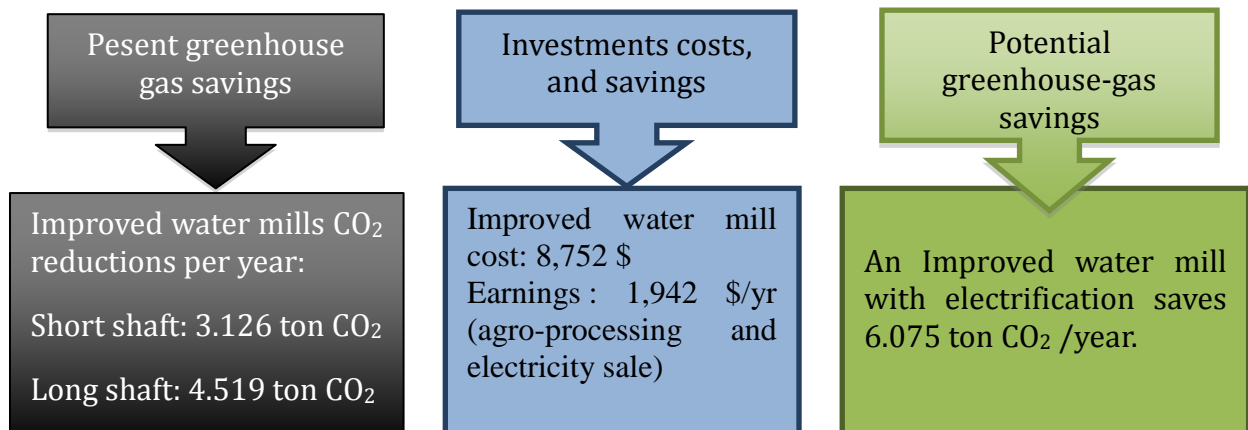 Pesent greenhouse
gas savings
Improved water mills CO₂
reductions per year:
Short shaft: 3.126 ton CO₂
Long shaft: 4.519 ton CO₂
Investments costs,
and savings
Improved water mill
cost: 8,752 $
Earnings : 1,942 $/yr
(agro-processing and
electricity sale)
Potential
greenhouse-gas
savings
An Improved water mill
with electrification saves
6.075 ton CO₂ /year.